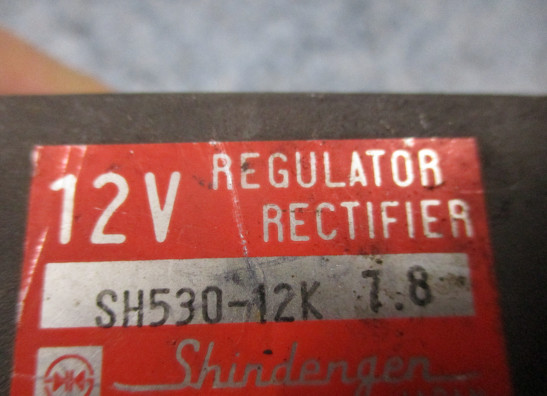 12V REGULATOR
RECTIFIER
SH530-12K 7.8
Shindengen